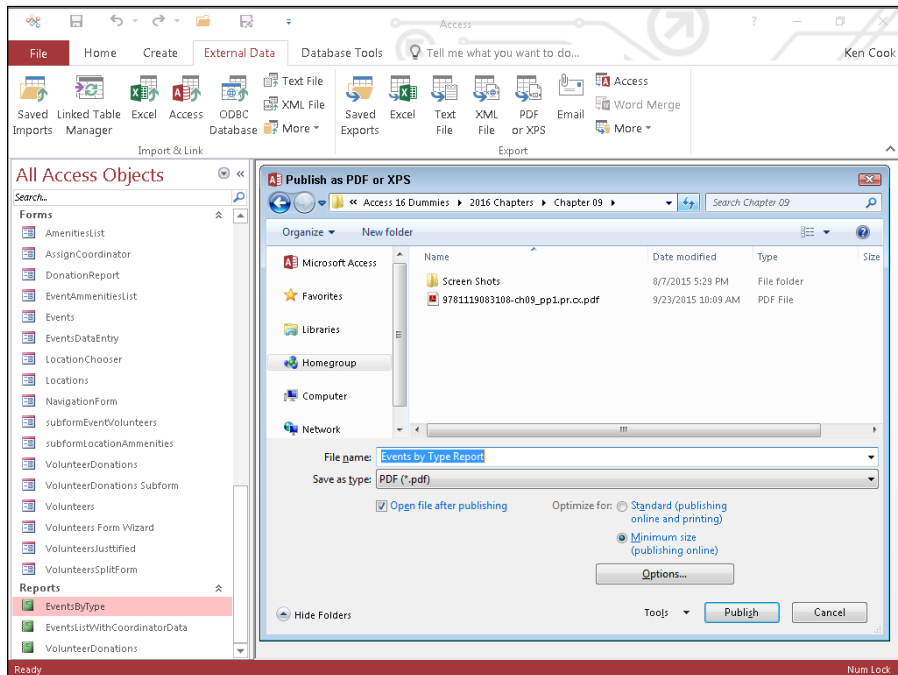 Access
?
File
Home
Create
External Data
Database Tools
Tell me what you want to do...
Ken Cook
Saved Imports
Linked Table Manager
Excel
Access
ODBC Database
Text File
XML File
More
Import & Link
Saved Exports
Excel
Text File
XML File
PDF or XPS
Email
Access
Word Merge
More
Export
All Access Objects
Search...
Forms
AmenitiesList
AssignCoordinator
DonationReport
EventAmmenitiesList
Events
EventsDataEntry
LocationChooser
Locations
NavigationForm
subformEventVolunteers
subformLocationAmmenities
VolunteerDonations
VolunteerDonations Subform
Volunteers
Volunteers Form Wizard
VolunteersJusttified
VolunteersSplitForm
Reports
EventsByType
EventsListWithCoordinatorData
VolunteerDonations
Publish as PDF or XPS
« Access 16 Dummies
2016 Chapters
Chapter 09
Search Chapter 09
Organize
New folder
?
Microsoft Access
Favorites
Libraries
Homegroup
Computer
Network
Name Date modified Type Size
Screen Shots 8/7/2015 5:29 PM File folder
9781119083108-ch09_pp1.pr.cx.pdf 9/23/2015 10:09 AM PDF File
File name: Events by Type Report
Save as type: PDF (*.pdf)
Open file after publishing
Optimize for:
Standard (publishing
online and printing)
Minimum size
(publishing online)
Options...
Hide Folders
Tools
Publish
Cancel
Ready
Num Lock